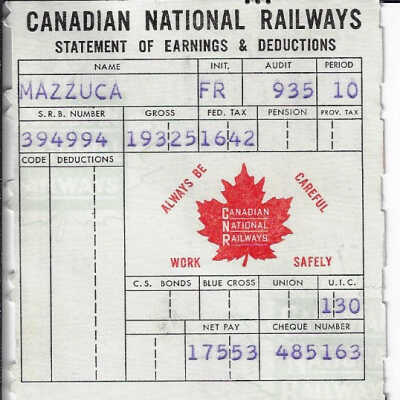 CANADIAN NATIONAL RAILWAYS
STATEMENT OF EARNINGS & DEDUCTIONS
NAME INIT. AUDIT PERIOD
MAZZUCA FR 935 10
S.R.B. NUMBER GROSS FED. TAX PENSION PROV. TAX
394994 19325 1642
CODE DEDUCTIONS
ALWAYS BE CAREFUL
CANADIAN
NATIONAL
RAILWAYS
WORK SAFELY
C.S. BONDS BLUE CROSS UNION U.I.C.
130
NET PAY CHEQUE NUMBER
17553 485163